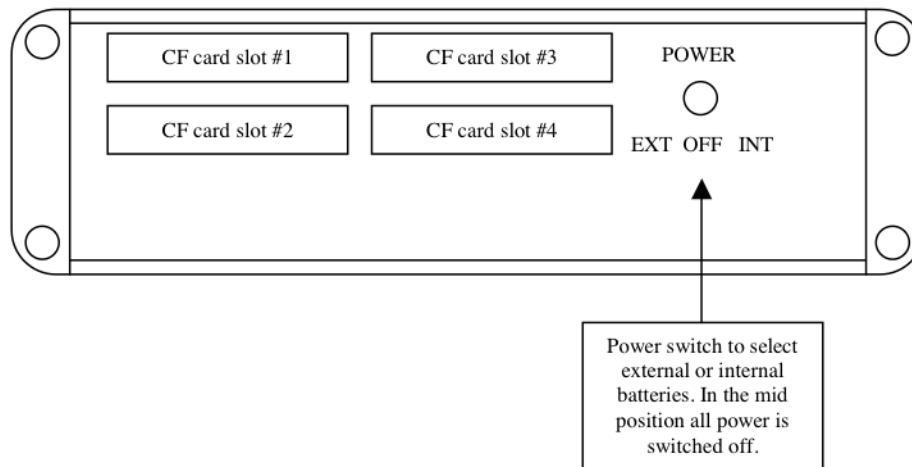 CF card slot #1
CF card slot #3
POWER
CF card slot #2
CF card slot #4
EXT OFF INT
Power switch to select
external or internal
batteries. In the mid
position all power is
switched off.